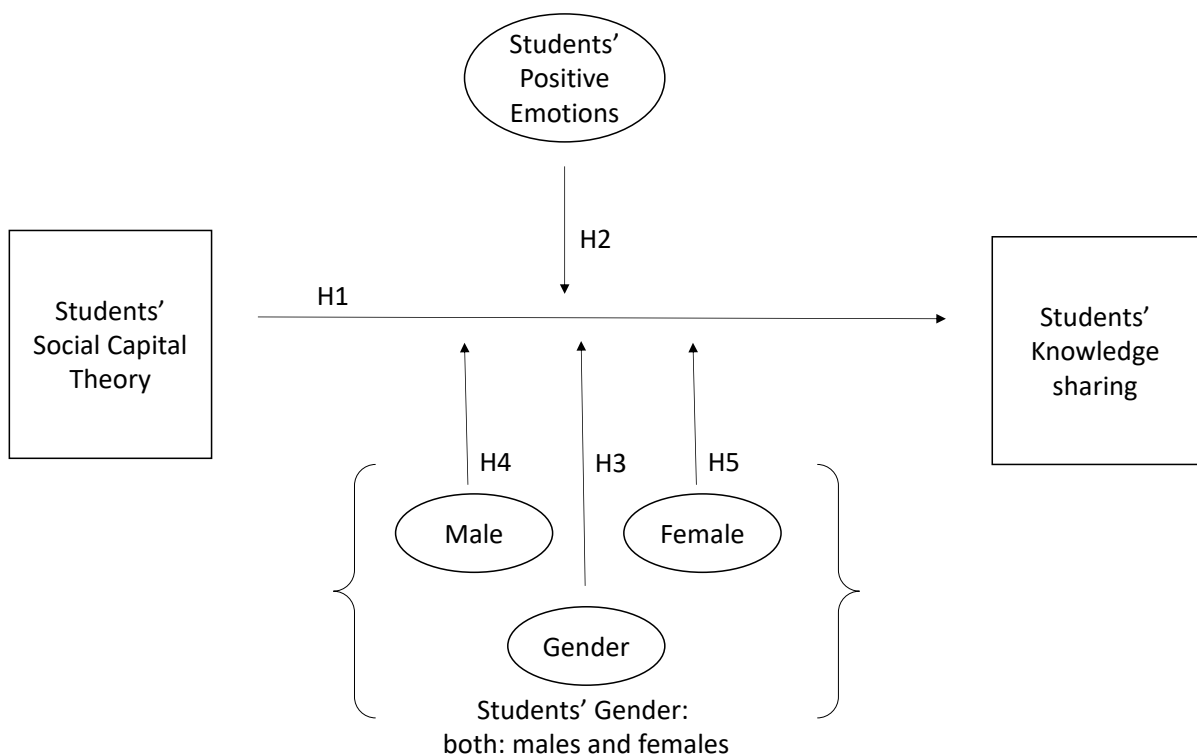 Students’
Positive
Emotions
H2
H1
Students’
Social Capital
Theory
Students’
Knowledge
sharing
H4
H3
H5
Male
Female
Gender
Students’ Gender:
both: males and females